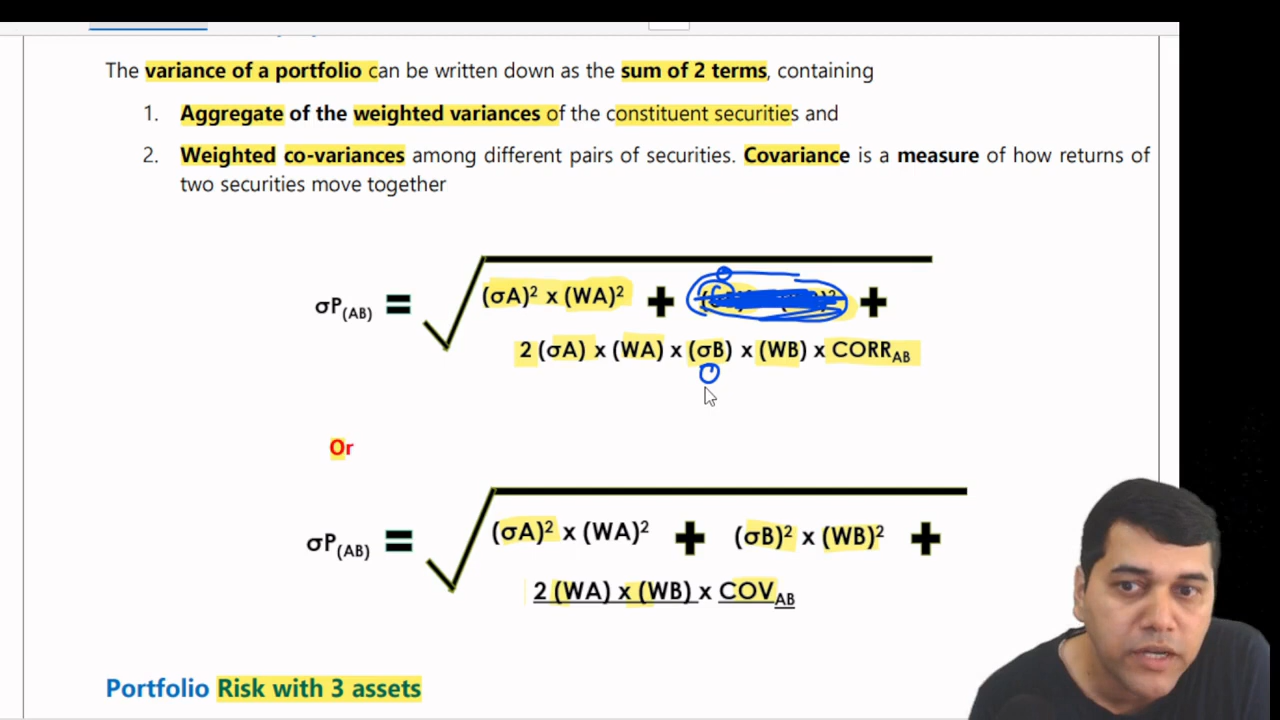 The variance of a portfolio can be written down as the sum of 2 terms, containing
1. Aggregate of the weighted variances of the constituent securities and
2. Weighted co-variances among different pairs of securities. Covariance is a measure of how returns of
two securities move together
σP(AB) = √ (σA)² x (WA)² + +
2 (σA) x (WA) x (σB) x (WB) x CORRAB
Or
σP(AB) = √ (σA)² x (WA)² + (σB)² x (WB)² +
2 (WA) x (WB) x COVAB
Portfolio Risk with 3 assets